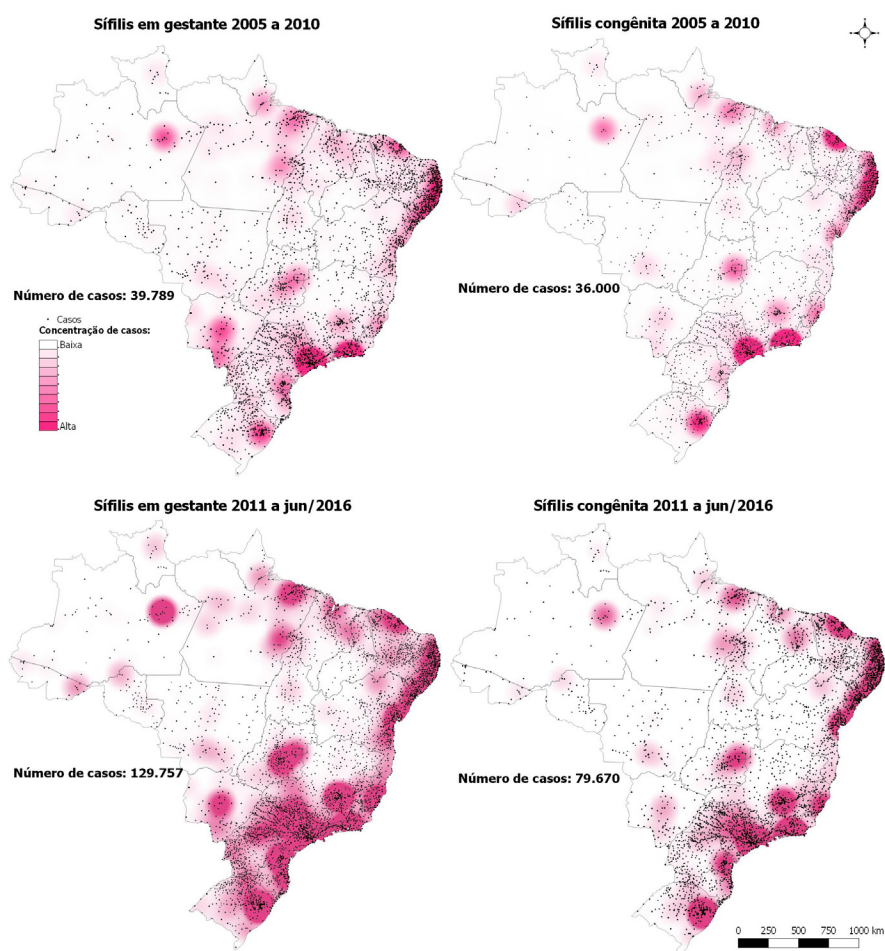 Sífilis em gestante 2005 a 2010
Sífilis congênita 2005 a 2010
Número de casos: 39.789
Número de casos: 36.000
Casos
Concentração de casos:
Baixa
Alta
Sífilis em gestante 2011 a jun/2016
Sífilis congênita 2011 a jun/2016
Número de casos: 129.757
Número de casos: 79.670
0 250 500 750 1000 km